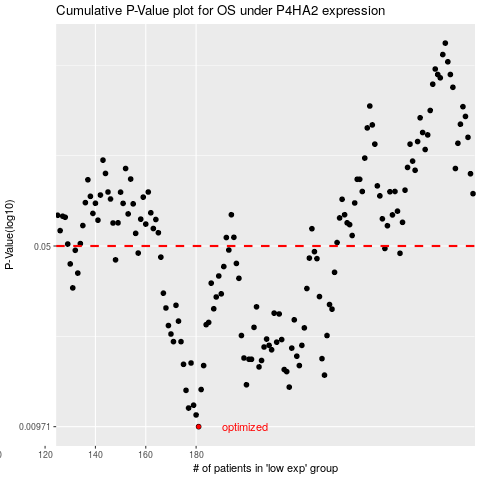 Cumulative P-Value plot for OS under P4HA2 expression
P-Value(log10)
0.05
0.00971
optimized
0
120
140
160
180
# of patients in 'low exp' group